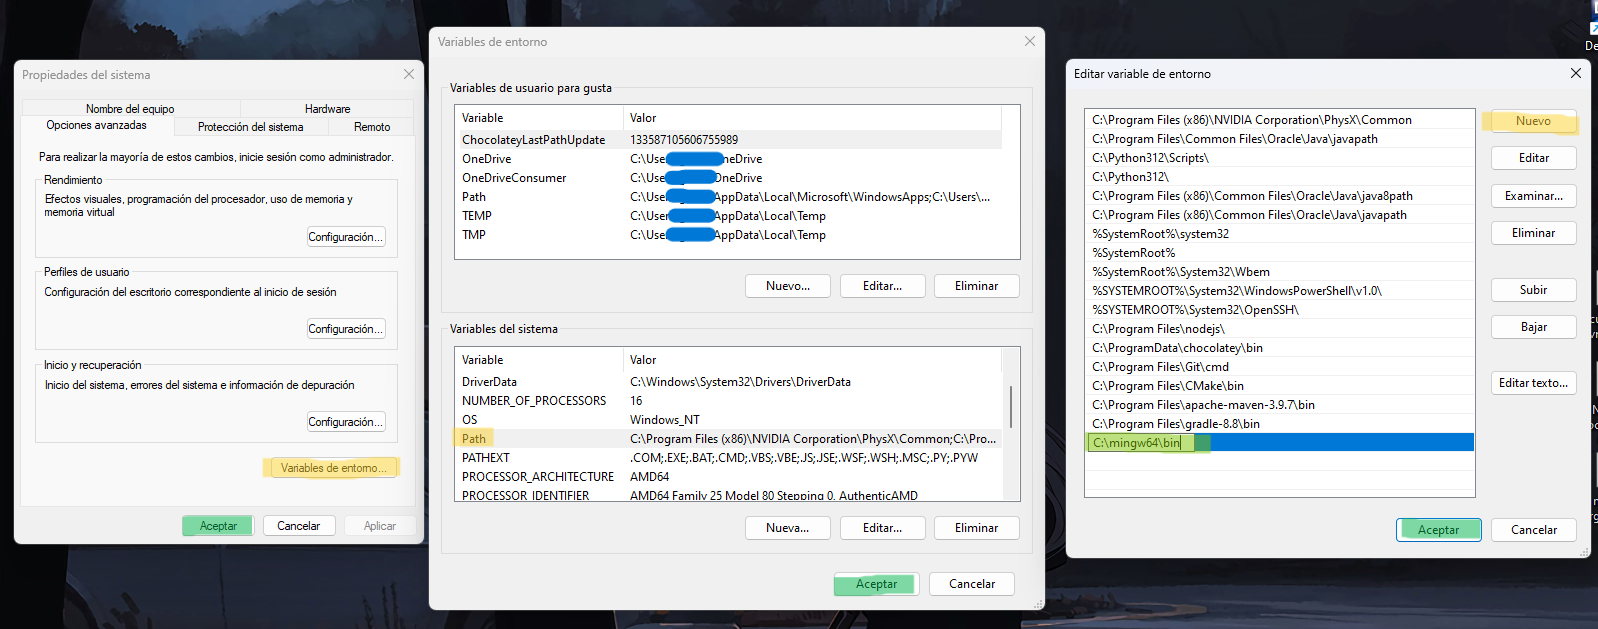 Propiedades del sistema
Nombre del equipo
Hardware
Opciones avanzadas
Protección del sistema
Remoto
Para realizar la mayoría de estos cambios, inicie sesión como administrador.
Rendimiento
Efectos visuales, programación del procesador, uso de memoria y
memoria virtual
Configuración...
Perfiles de usuario
Configuración del escritorio correspondiente al inicio de sesión
Configuración...
Inicio y recuperación
Inicio del sistema, errores del sistema e información de depuración
Configuración...
Variables de entorno...
Aceptar
Cancelar
Aplicar
Variables de entorno
Variables de usuario para gusta
Variable Valor
ChocolateyLastPathUpdate 133587105606755989
OneDrive C:\Use neDrive
OneDriveConsumer C:\Use OneDrive
Path C:\Use AppData\Local\Microsoft\WindowsApps;C:\Users\...
TEMP C:\Use AppData\Local\Temp
TMP C:\Use AppData\Local\Temp
Nuevo...
Editar...
Eliminar
Variables del sistema
Variable Valor
DriverData C:\Windows\System32\Drivers\DriverData
NUMBER_OF_PROCESSORS 16
OS Windows_NT
Path C:\Program Files (x86)\NVIDIA Corporation\PhysX\Common;C:\Pro...
PATHEXT .COM;.EXE;.BAT;.CMD;.VBS;.VBE;.JS;.JSE;.WSF;.WSH;.MSC;.PY;.PYW
PROCESSOR_ARCHITECTURE AMD64
PROCESSOR_IDENTIFIER AMD64 Family 25 Model 80 Stepping 0, AuthenticAMD
Nueva...
Editar...
Eliminar
Aceptar
Cancelar
Editar variable de entorno
C:\Program Files (x86)\NVIDIA Corporation\PhysX\Common
C:\Program Files\Common Files\Oracle\Java\javapath
C:\Python312\Scripts\
C:\Python312\
C:\Program Files (x86)\Common Files\Oracle\Java\java8path
C:\Program Files (x86)\Common Files\Oracle\Java\javapath
%SystemRoot%\system32
%SystemRoot%
%SystemRoot%\System32\Wbem
%SYSTEMROOT%\System32\WindowsPowerShell\v1.0\
%SYSTEMROOT%\System32\OpenSSH\
C:\Program Files\nodejs\
C:\ProgramData\chocolatey\bin
C:\Program Files\Git\cmd
C:\Program Files\CMake\bin
C:\Program Files\apache-maven-3.9.7\bin
C:\Program Files\gradle-8.8\bin
C:\mingw64\bin
Nuevo
Editar
Examinar...
Eliminar
Subir
Bajar
Editar texto...
Aceptar
Cancelar
De